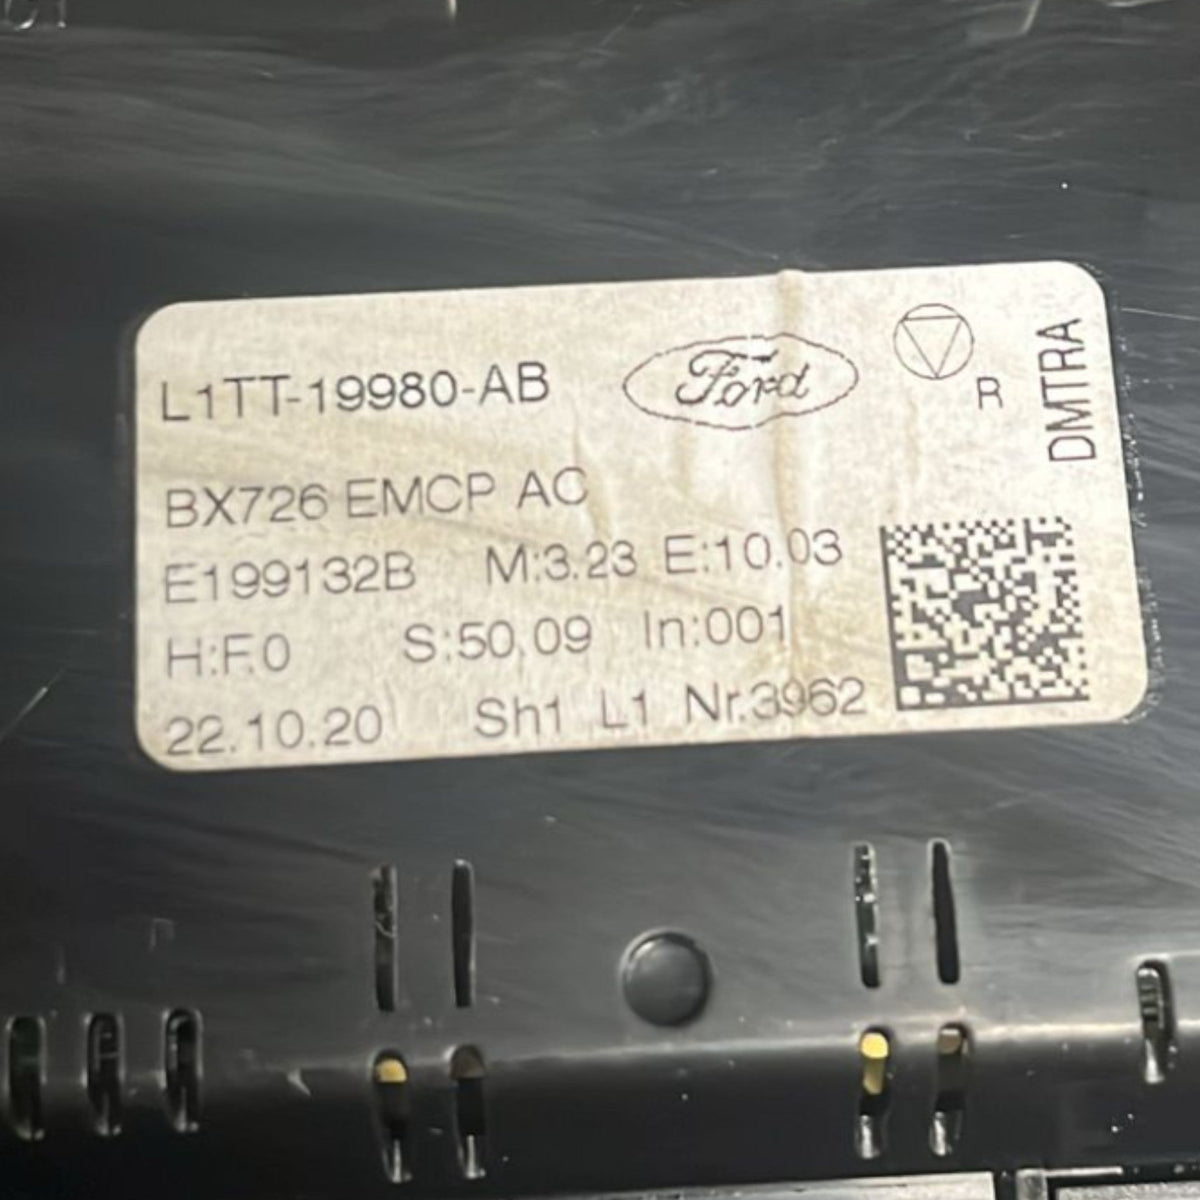 L1TT-19980-AB
Ford
R
DMTRA
BX726 EMCP AC
E199132B M:3.23 E:10.03
H:F.0 S:50.09 In:001
22.10.20 Sh1 L1 Nr.3962